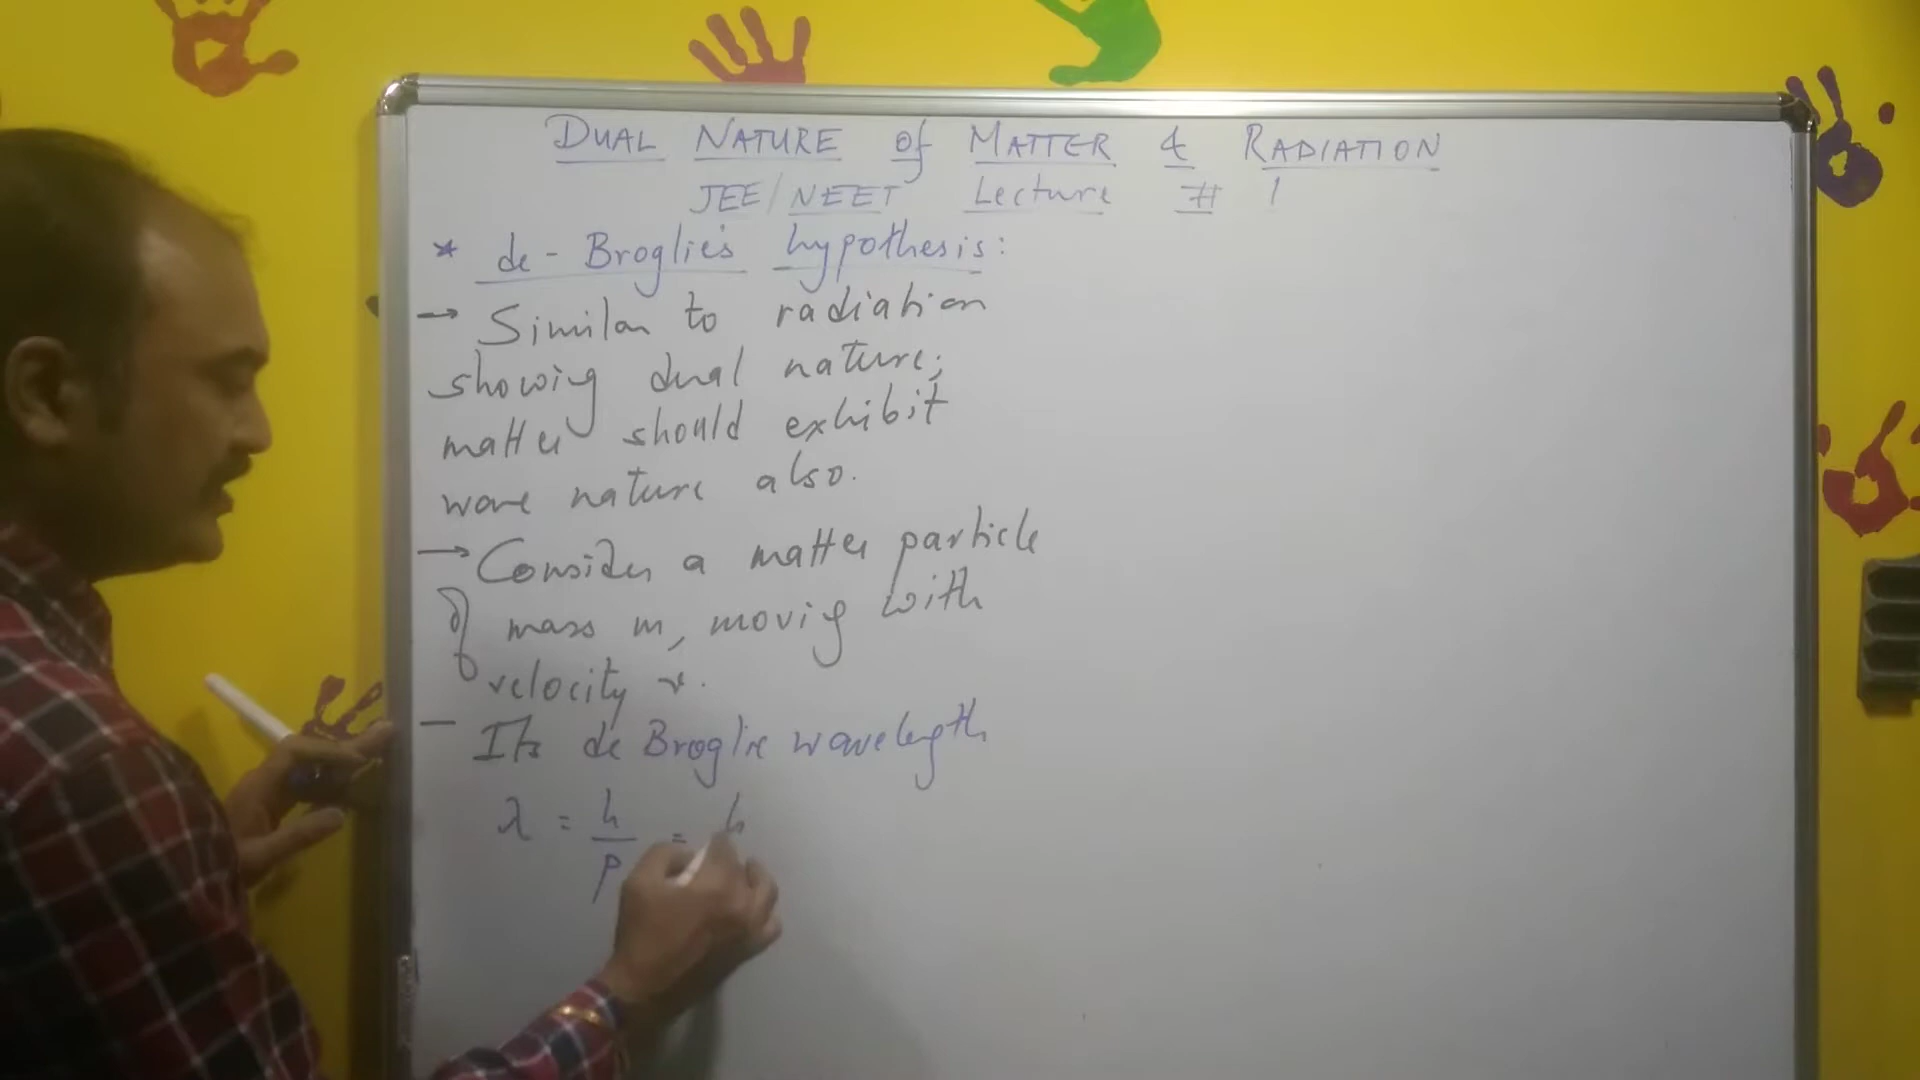 DUAL NATURE of MATTER & RADIATION
JEE/NEET Lecture # 1
* de-Broglie's hypothesis:
→ Similar to radiation
showing dual nature;
matter should exhibit
wave nature also.
→ Consider a matter particle
of mass m, moving with
velocity v.
— Its de Broglie wavelength
λ = h/p = h